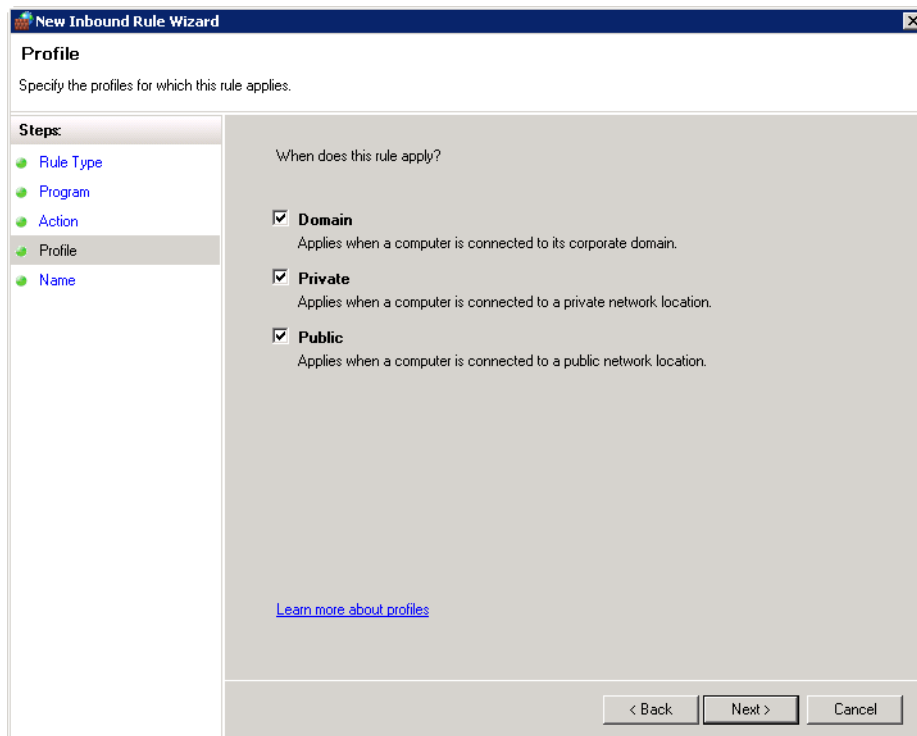 New Inbound Rule Wizard
Profile
Specify the profiles for which this rule applies.
Steps:
Rule Type
Program
Action
Profile
Name
When does this rule apply?
Domain
Applies when a computer is connected to its corporate domain.
Private
Applies when a computer is connected to a private network location.
Public
Applies when a computer is connected to a public network location.
Learn more about profiles
< Back
Next >
Cancel